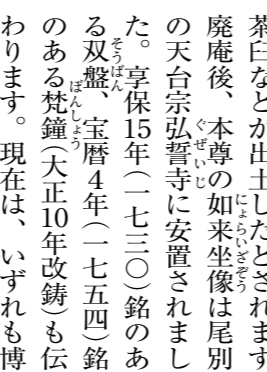 茶臼などが出土したとされます
廃庵後、本尊の如来坐像は尾別
の天台宗弘誓寺に安置されまし
た。享保15年(一七三〇)銘のあ
る双盤、宝暦4年(一七五四)銘
のある梵鐘(大正10年改鋳)も伝
わります。現在は、いずれも博